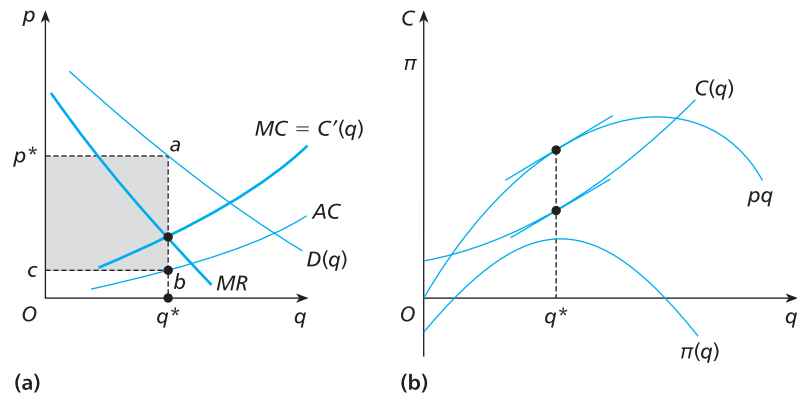 p
C
π
C(q)
MC = C′(q)
p*
a
pq
AC
D(q)
c
b
MR
O
q*
q
O
q*
q
π(q)
(a)
(b)